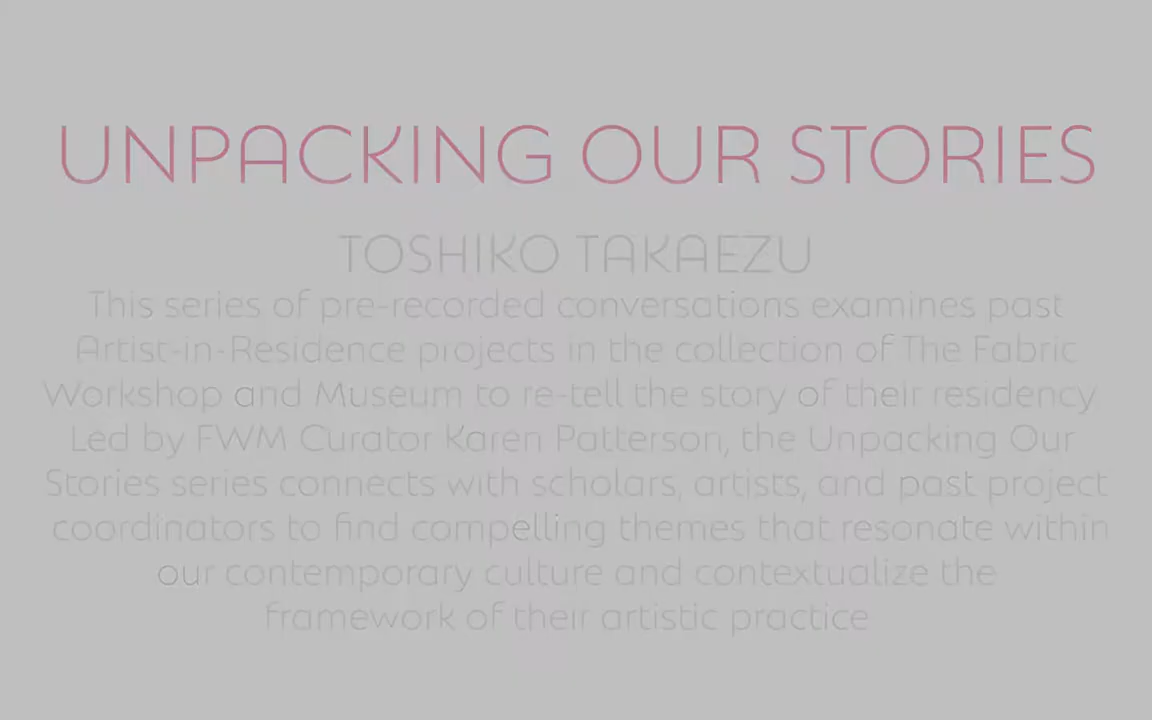 UNPACKING OUR STORIES
TOSHIKO TAKAEZU
This series of pre-recorded conversations examines past
Artist-in-Residence projects in the collection of The Fabric
Workshop and Museum to re-tell the story of their residency.
Led by FWM Curator Karen Patterson, the Unpacking Our
Stories series connects with scholars, artists, and past project
coordinators to find compelling themes that resonate within
our contemporary culture and contextualize the
framework of their artistic practice